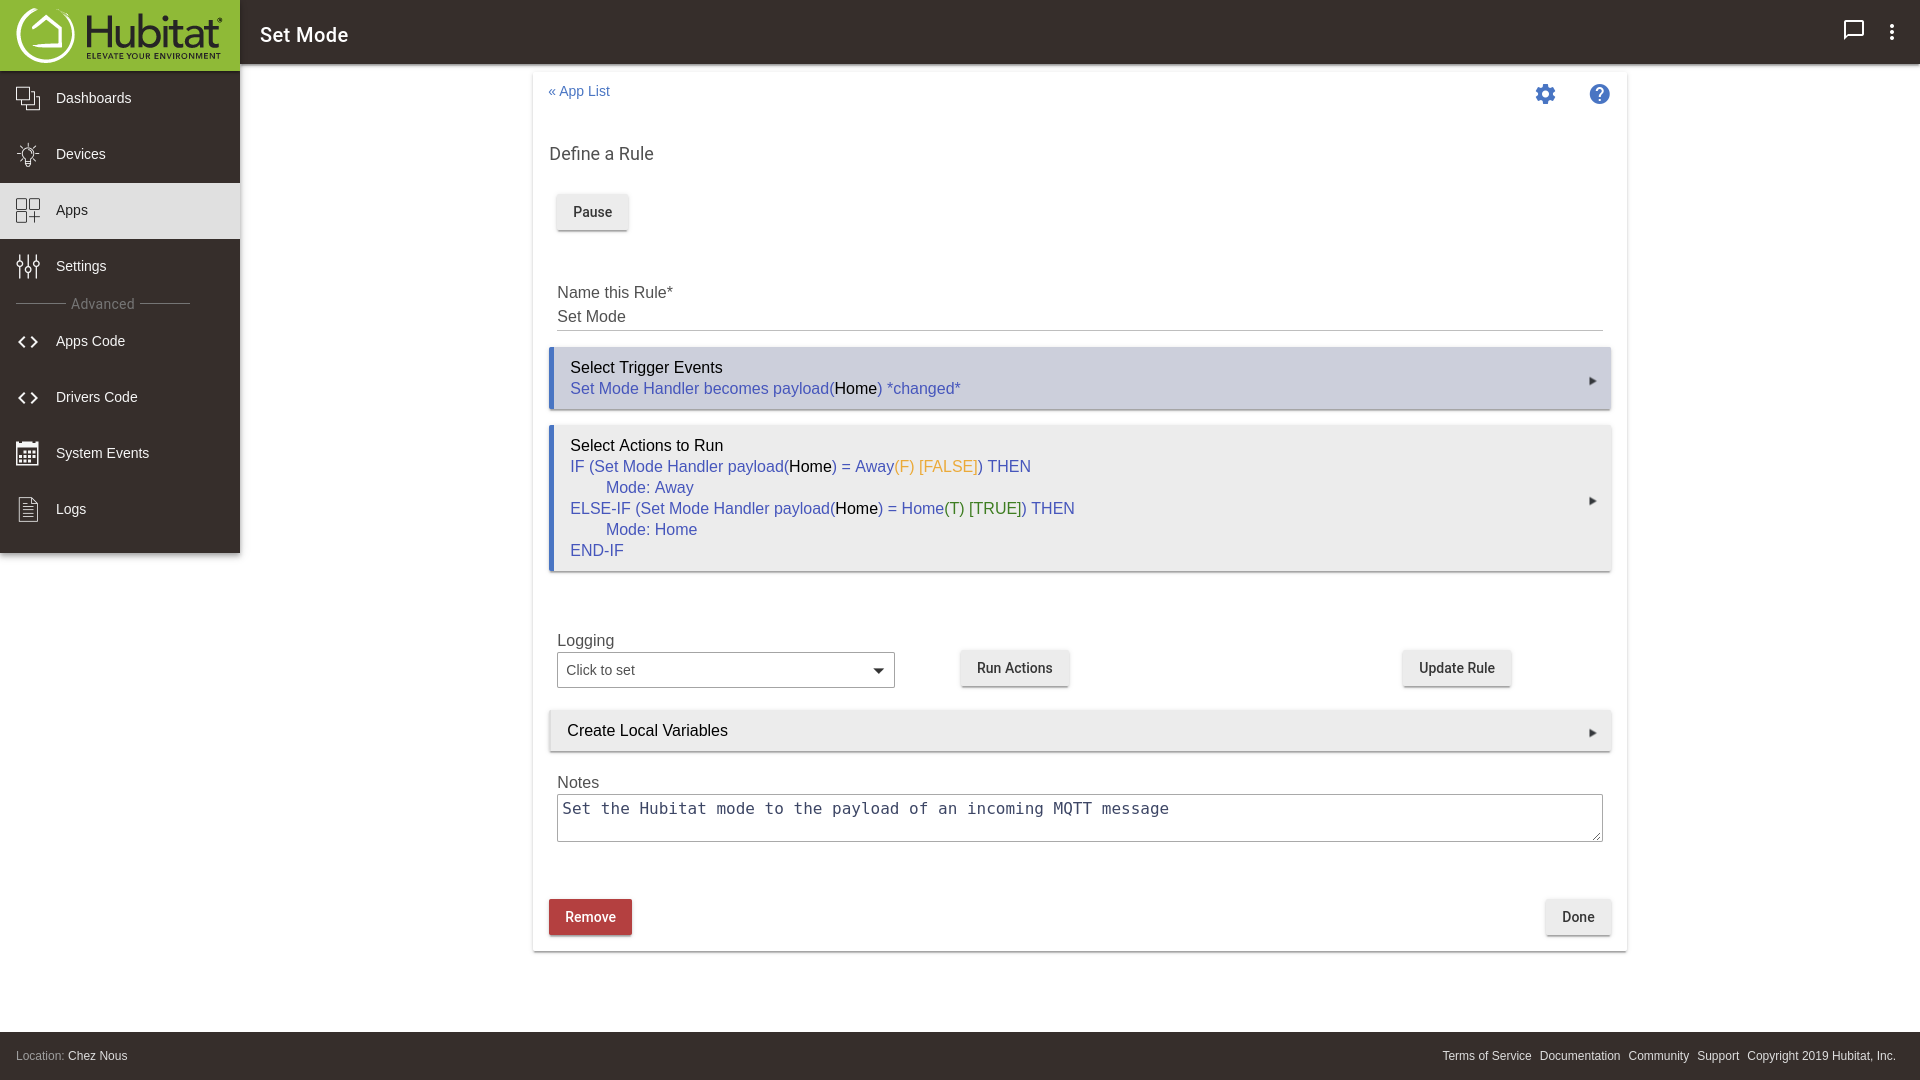 Hubitat®
ELEVATE YOUR ENVIRONMENT
Set Mode
Dashboards
Devices
Apps
Settings
Advanced
Apps Code
Drivers Code
System Events
Logs
« App List
Define a Rule
Pause
Name this Rule*
Set Mode
Select Trigger Events
Set Mode Handler becomes payload(Home) *changed*
Select Actions to Run
IF (Set Mode Handler payload(Home) = Away(F) [FALSE]) THEN
Mode: Away
ELSE-IF (Set Mode Handler payload(Home) = Home(T) [TRUE]) THEN
Mode: Home
END-IF
Logging
Click to set
Run Actions
Update Rule
Create Local Variables
Notes
Set the Hubitat mode to the payload of an incoming MQTT message
Remove
Done
Location: Chez Nous
Terms of Service Documentation Community Support Copyright 2019 Hubitat, Inc.